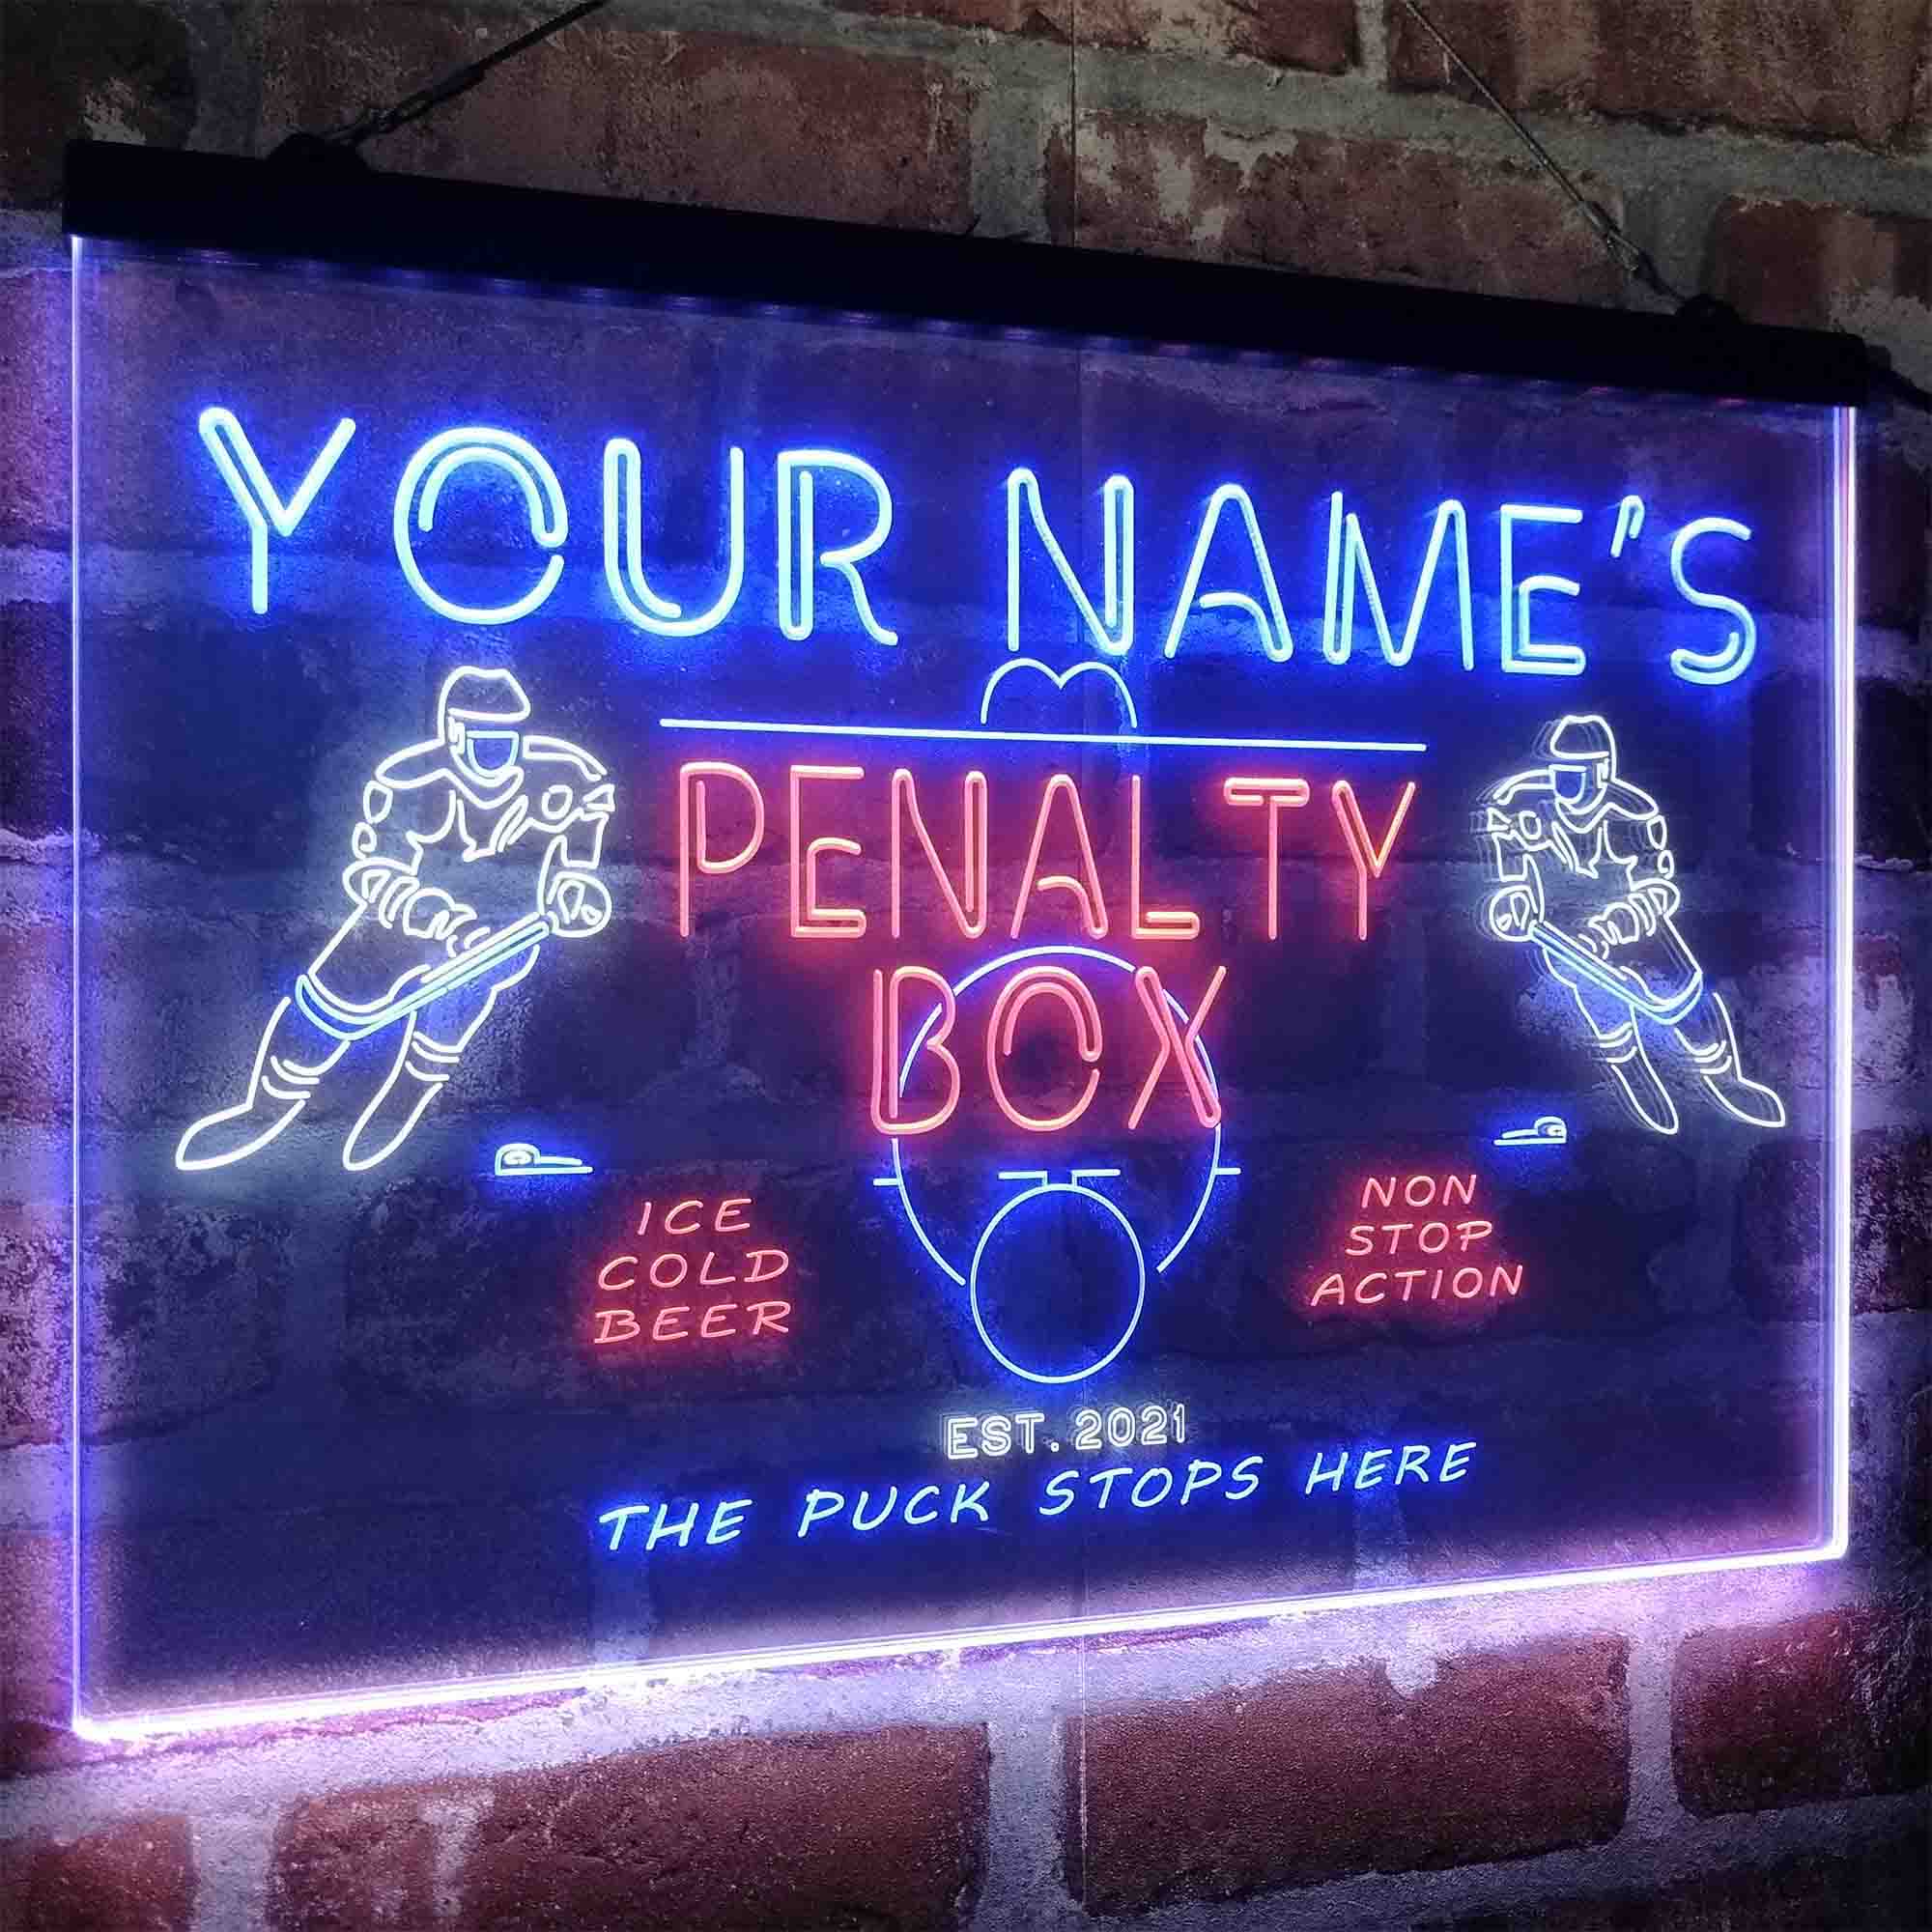 YOUR NAME'S
PENALTY
BOX
ICE
COLD
BEER
NON
STOP
ACTION
EST. 2021
THE PUCK STOPS HERE